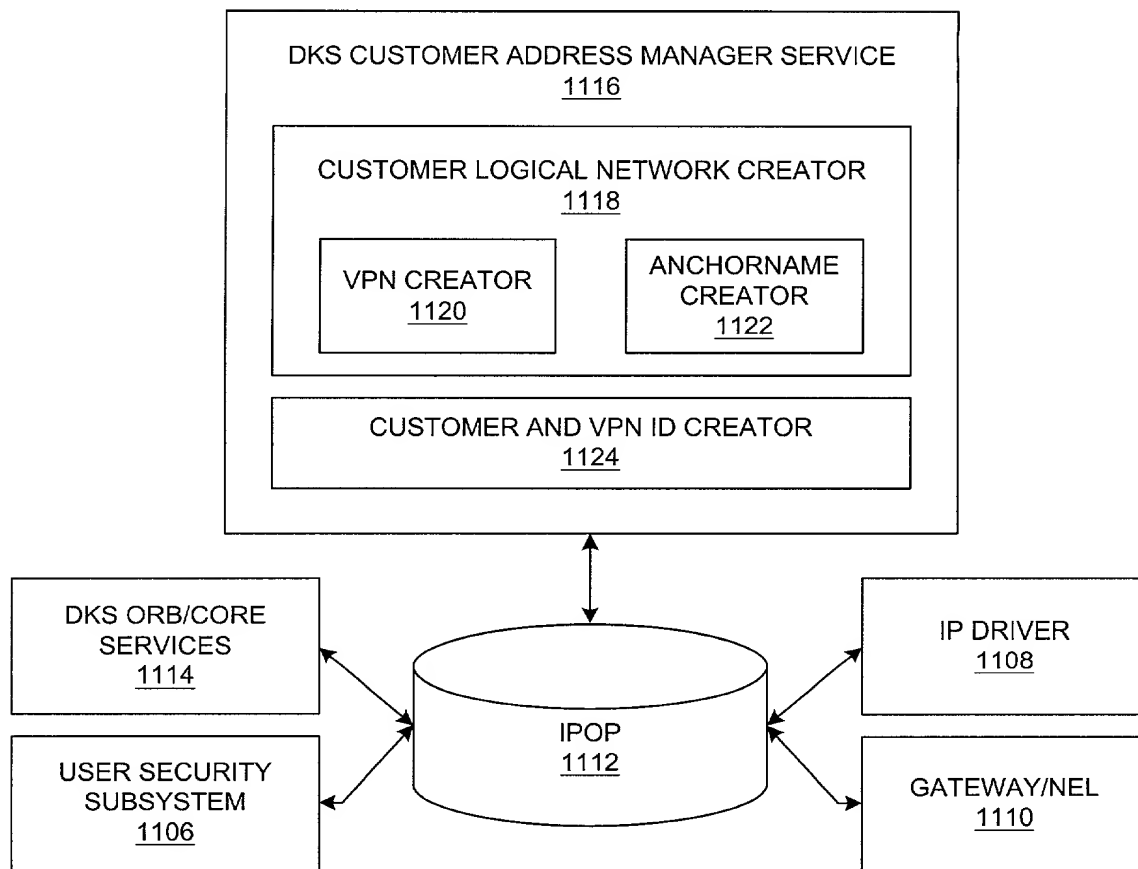 DKS CUSTOMER ADDRESS MANAGER SERVICE
1116
CUSTOMER LOGICAL NETWORK CREATOR
1118
VPN CREATOR
1120
ANCHORNAME
CREATOR
1122
CUSTOMER AND VPN ID CREATOR
1124
DKS ORB/CORE
SERVICES
1114
USER SECURITY
SUBSYSTEM
1106
IPOP
1112
IP DRIVER
1108
GATEWAY/NEL
1110